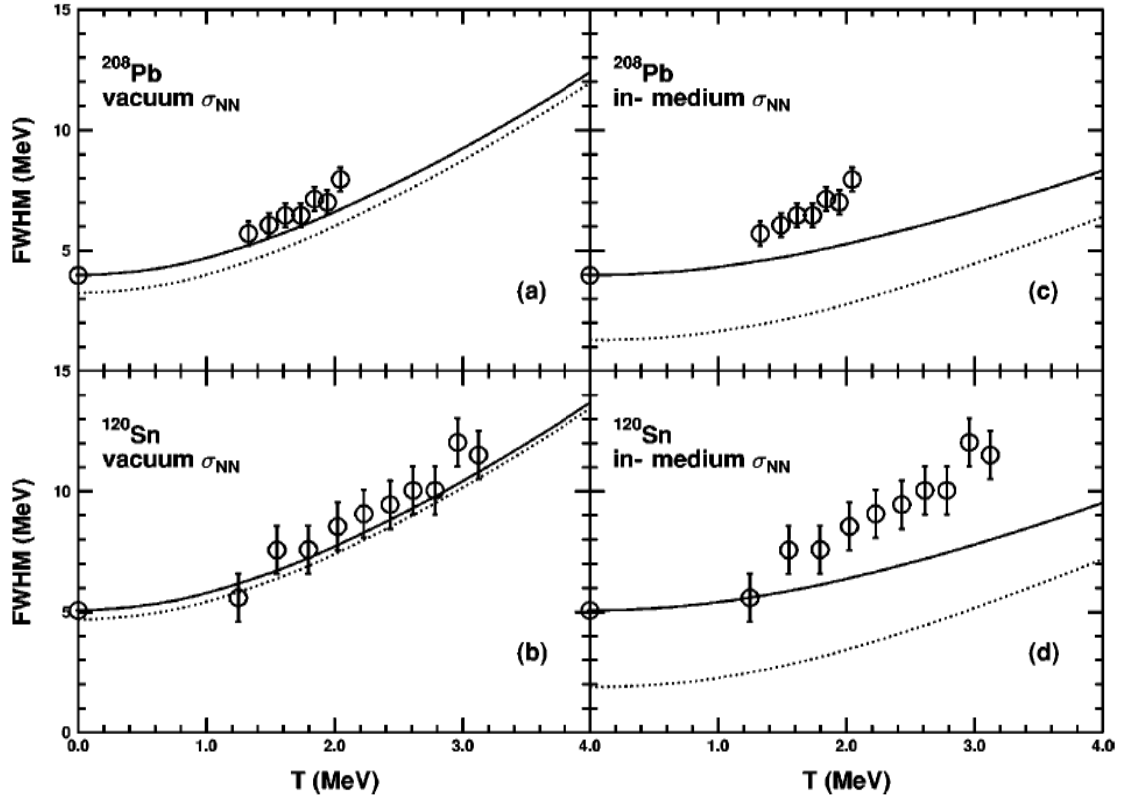 15
10
5
15
10
5
0
FWHM (MeV)
FWHM (MeV)
²⁰⁸Pb
vacuum σNN
(a)
²⁰⁸Pb
in- medium σNN
(c)
¹²⁰Sn
vacuum σNN
(b)
¹²⁰Sn
in- medium σNN
(d)
0.0 1.0 2.0 3.0 4.0 1.0 2.0 3.0 4.0
T (MeV) T (MeV)